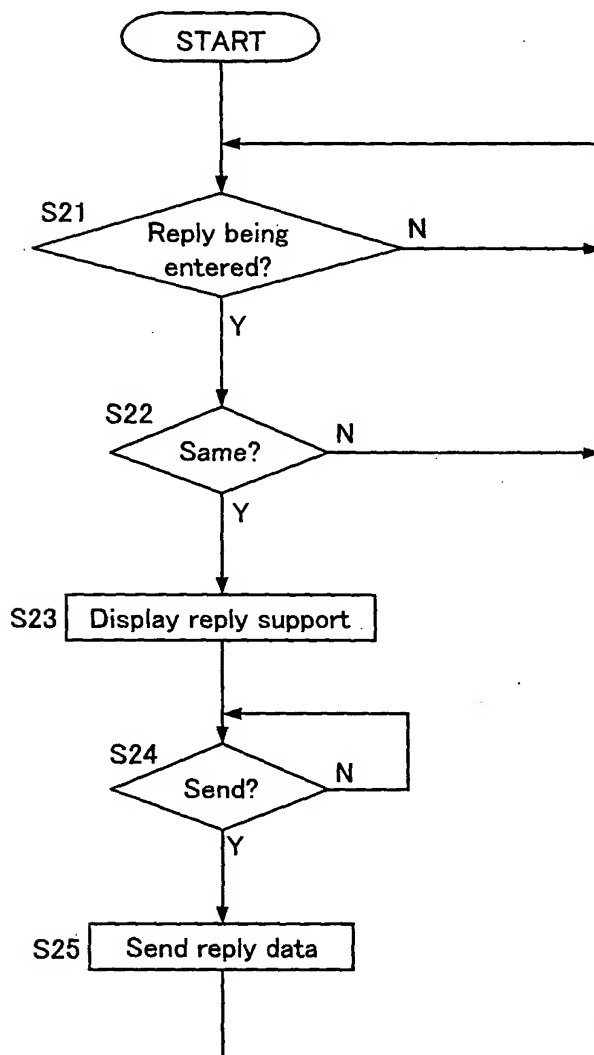 START
S21
Reply being
entered?
N
Y
S22
Same?
N
Y
S23 Display reply support
S24
Send?
N
Y
S25 Send reply data